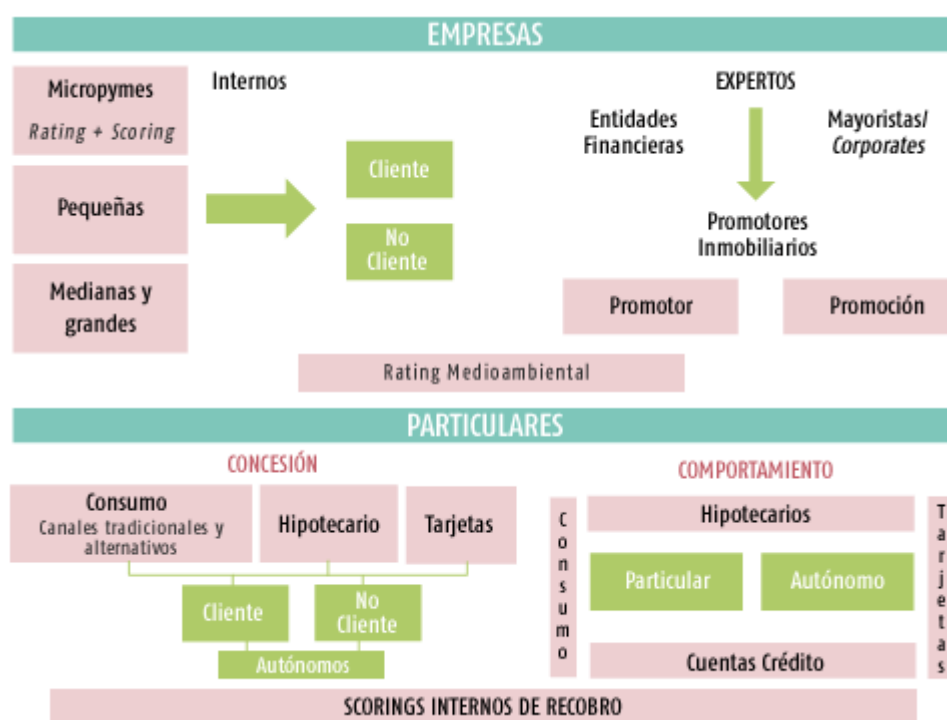 EMPRESAS
Micropymes
Rating + Scoring
Pequeñas
Medianas y
grandes
Internos
Cliente
No
Cliente
EXPERTOS
Entidades
Financieras
Mayoristas/
Corporates
Promotores
Inmobiliarios
Promotor
Promoción
Rating Medioambiental
PARTICULARES
CONCESIÓN
Consumo
Canales tradicionales y
alternativos
Hipotecario
Tarjetas
Cliente
No
Cliente
Autónomos
COMPORTAMIENTO
Consumo
Hipotecarios
Particular
Autónomo
Cuentas Crédito
Tarjetas
SCORINGS INTERNOS DE RECOBRO